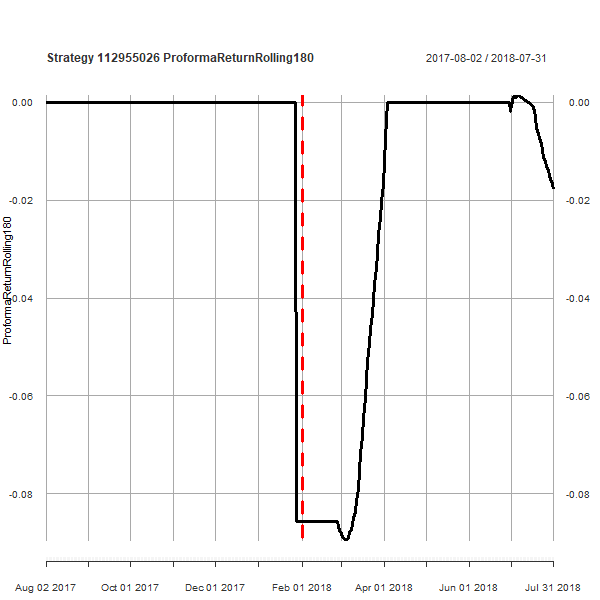 Strategy 112955026 ProformaReturnRolling180
2017-08-02 / 2018-07-31
0.00
0.00
-0.02
-0.02
ProformaReturnRolling180
-0.04
-0.04
-0.06
-0.06
-0.08
-0.08
Aug 02 2017
Oct 01 2017
Dec 01 2017
Feb 01 2018
Apr 01 2018
Jun 01 2018
Jul 31 2018